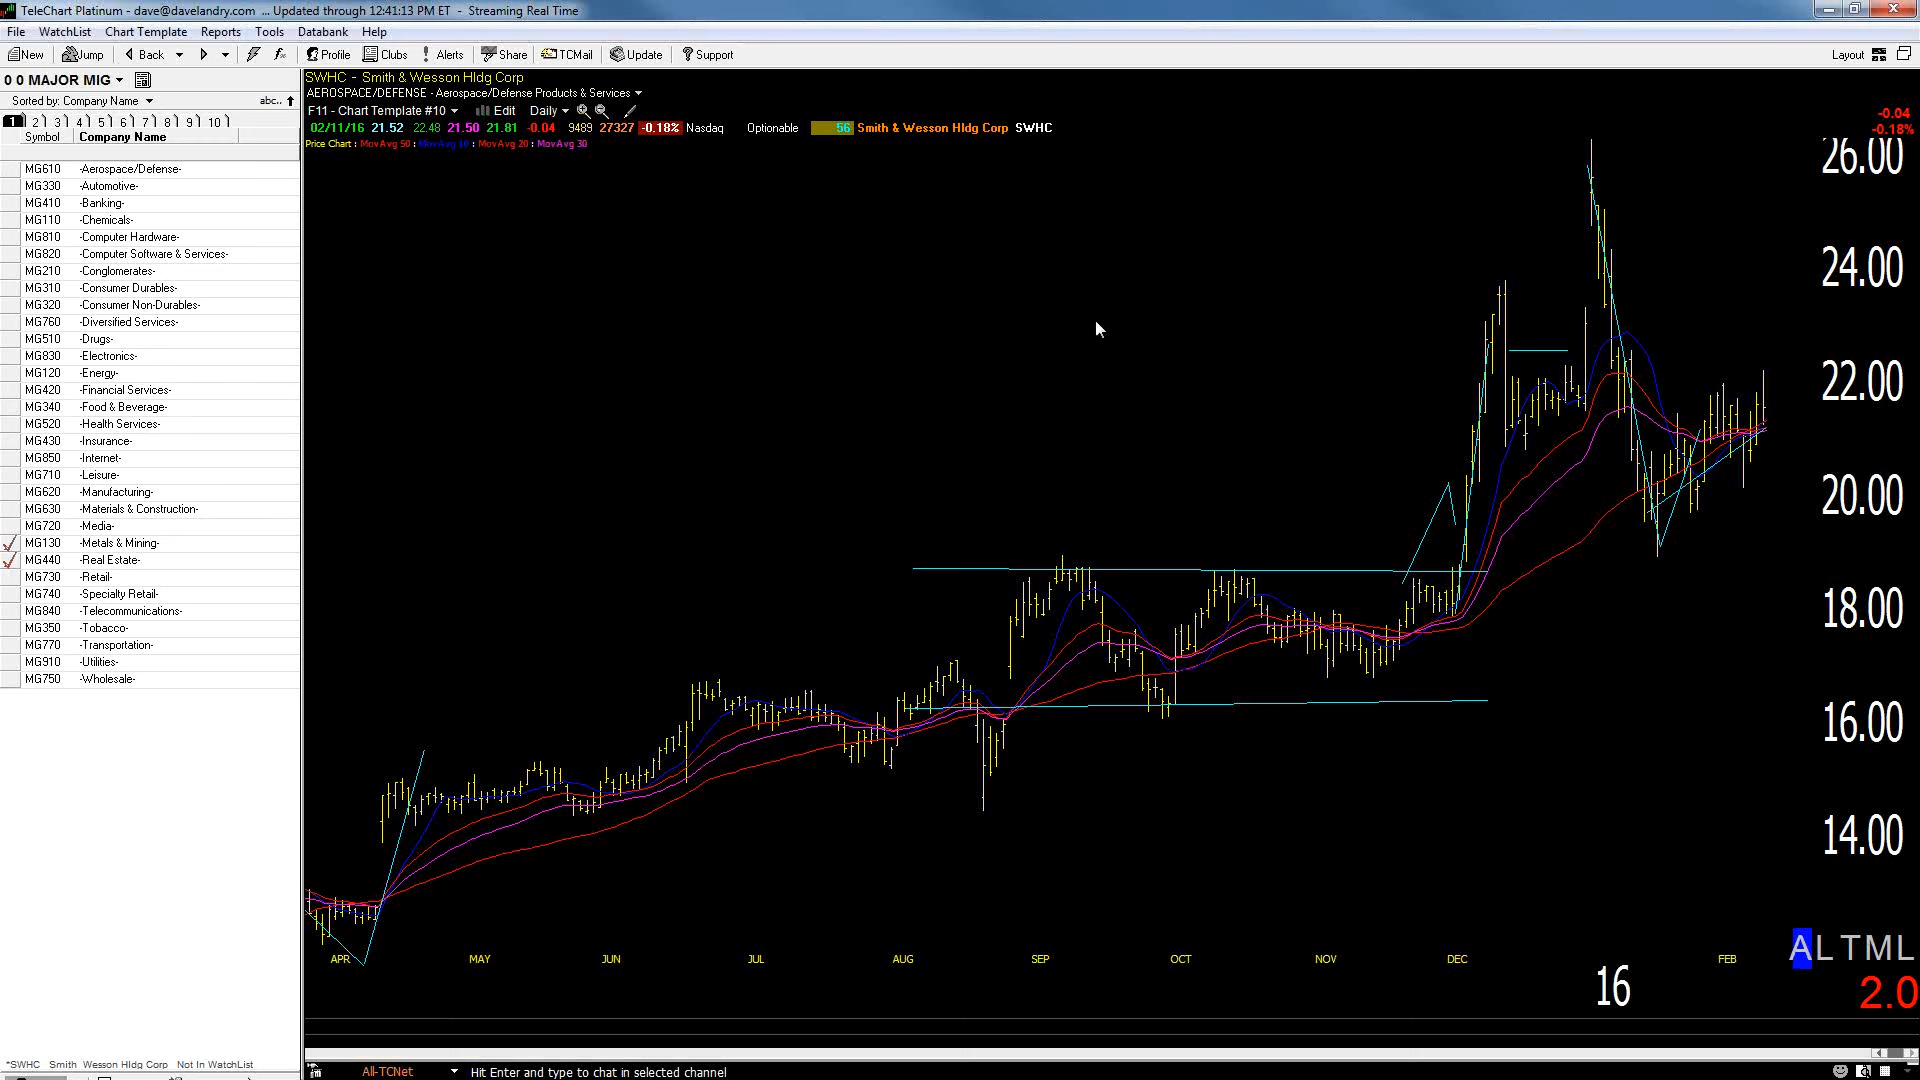 TeleChart Platinum - dave@davelandry.com ... Updated through 12:41:13 PM ET - Streaming Real Time
File WatchList Chart Template Reports Tools Databank Help
New Jump Back Profile Clubs Alerts Share TCMail Update Support Layout
0 0 MAJOR MIG
Sorted by: Company Name abc..
1 2 3 4 5 6 7 8 9 10
Symbol Company Name
MG610 -Aerospace/Defense-
MG330 -Automotive-
MG410 -Banking-
MG110 -Chemicals-
MG810 -Computer Hardware-
MG820 -Computer Software & Services-
MG210 -Conglomerates-
MG310 -Consumer Durables-
MG320 -Consumer Non-Durables-
MG760 -Diversified Services-
MG510 -Drugs-
MG830 -Electronics-
MG120 -Energy-
MG420 -Financial Services-
MG340 -Food & Beverage-
MG520 -Health Services-
MG430 -Insurance-
MG850 -Internet-
MG710 -Leisure-
MG620 -Manufacturing-
MG630 -Materials & Construction-
MG720 -Media-
MG130 -Metals & Mining-
MG440 -Real Estate-
MG730 -Retail-
MG740 -Specialty Retail-
MG840 -Telecommunications-
MG350 -Tobacco-
MG770 -Transportation-
MG910 -Utilities-
MG750 -Wholesale-
*SWHC Smith Wesson Hldg Corp Not In WatchList
SWHC - Smith & Wesson Hldg Corp
AEROSPACE/DEFENSE - Aerospace/Defense Products & Services
F11 - Chart Template #10 Edit Daily
02/11/16 21.52 22.48 21.50 21.81 -0.04 9489 27327 -0.18% Nasdaq Optionable 56 Smith & Wesson Hldg Corp SWHC
Price Chart : MovAvg 50 : MovAvg 10 : MovAvg 20 : MovAvg 30
-0.04
-0.18%
26.00
24.00
22.00
20.00
18.00
16.00
14.00
APR MAY JUN JUL AUG SEP OCT NOV DEC 16 FEB
ALTML
2.0
All-TCNet Hit Enter and type to chat in selected channel